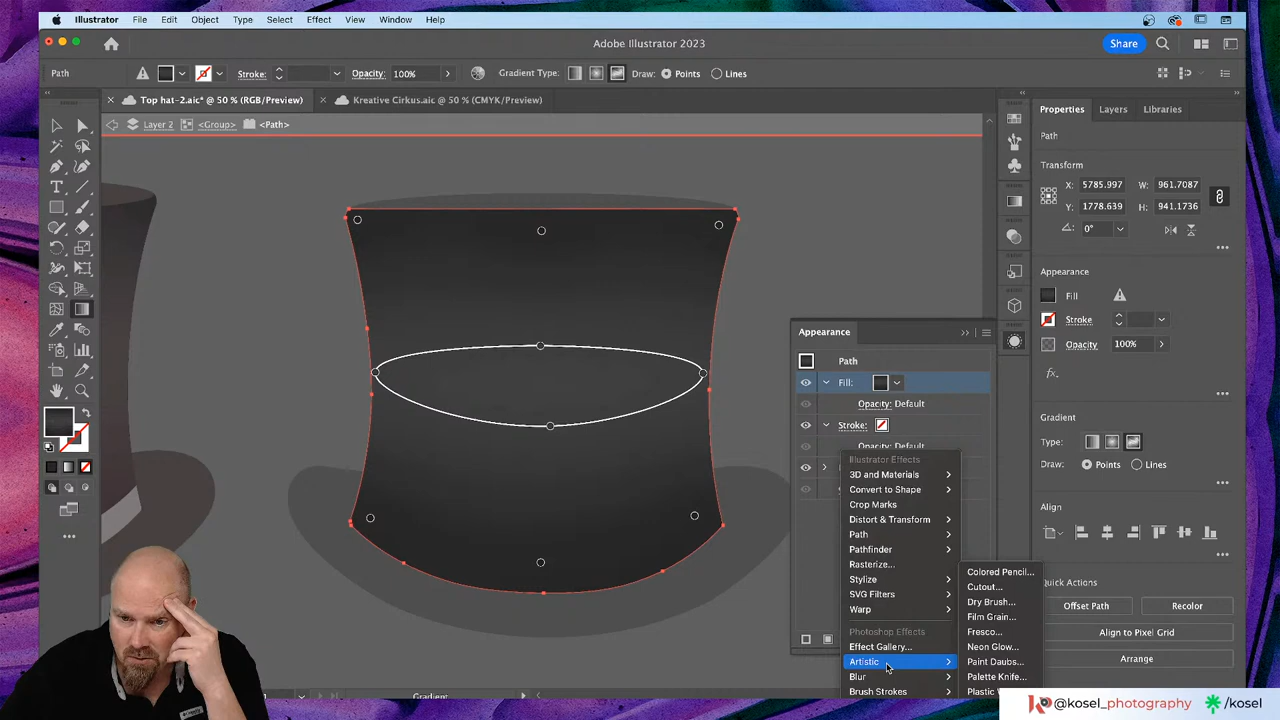 Illustrator File Edit Object Type Select Effect View Window Help
Adobe Illustrator 2023
Share
Path Stroke: Opacity: 100% Gradient Type: Draw: Points Lines
Top hat-2.aic* @ 50 % (RGB/Preview)
Kreative Cirkus.aic @ 50 % (CMYK/Preview)
Layer 2 <Group> <Path>
Properties Layers Libraries
Path
Transform
X: 5785.997 W: 961.7087
Y: 1778.639 H: 941.1736
0°
Appearance
Fill
Stroke
Opacity 100%
Gradient
Type:
Draw: Points Lines
Align
Quick Actions
Offset Path Recolor
Align to Pixel Grid
Arrange
Appearance
Path
Fill:
Opacity: Default
Stroke:
Opacity: Default
Illustrator Effects
3D and Materials
Convert to Shape
Crop Marks
Distort & Transform
Path
Pathfinder
Rasterize...
Stylize
SVG Filters
Warp
Photoshop Effects
Effect Gallery...
Artistic
Blur
Brush Strokes
Colored Pencil...
Cutout...
Dry Brush...
Film Grain...
Fresco...
Neon Glow...
Paint Daubs...
Palette Knife...
Gradient
@kosel_photography /kosel